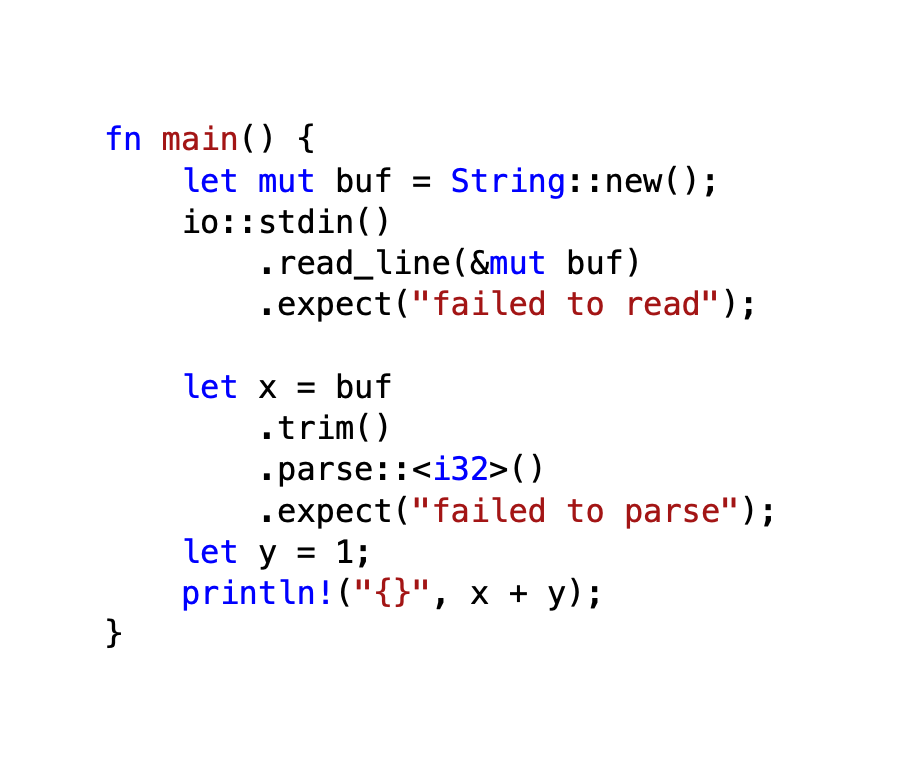 fn main() {
    let mut buf = String::new();
    io::stdin()
        .read_line(&mut buf)
        .expect("failed to read");

    let x = buf
        .trim()
        .parse::<i32>()
        .expect("failed to parse");
    let y = 1;
    println!("{}", x + y);
}